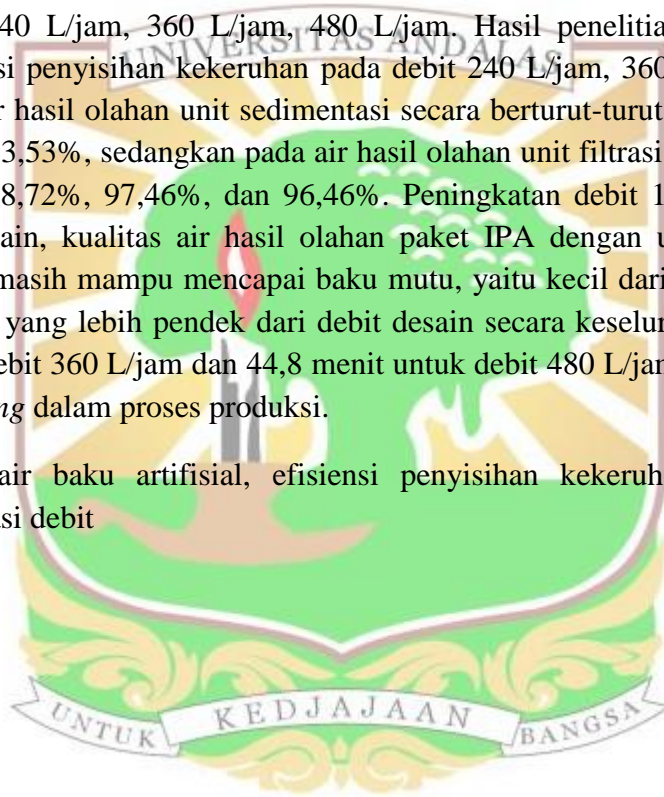 40 L/jam, 360 L/jam, 480 L/jam. Hasil penelitia
UNIVERSITAS ANDALAS
si penyisihan kekeruhan pada debit 240 L/jam, 360
r hasil olahan unit sedimentasi secara berturut-turut
3,53%, sedangkan pada air hasil olahan unit filtrasi
8,72%, 97,46%, dan 96,46%. Peningkatan debit 1
ain, kualitas air hasil olahan paket IPA dengan u
masih mampu mencapai baku mutu, yaitu kecil dari
yang lebih pendek dari debit desain secara keselur
ebit 360 L/jam dan 44,8 menit untuk debit 480 L/jam
ng dalam proses produksi.
air baku artifisial, efisiensi penyisihan kekeruh
si debit
UNTUK KEDJAJAAN BANGSA